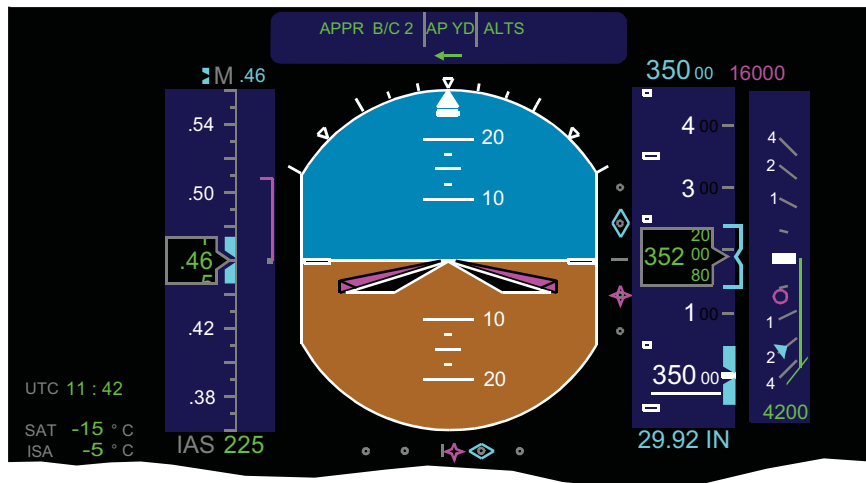 APPR B/C 2 AP YD ALTS
M .46
350 00 16000
.54
.50
.46
.42
.38
20
10
10
20
4 00
3 00
352 20 00 80
1 00
350 00
4
2
1
1
2
4
4200
UTC 11 : 42
SAT -15 ° C
ISA -5 ° C
IAS 225
29.92 IN